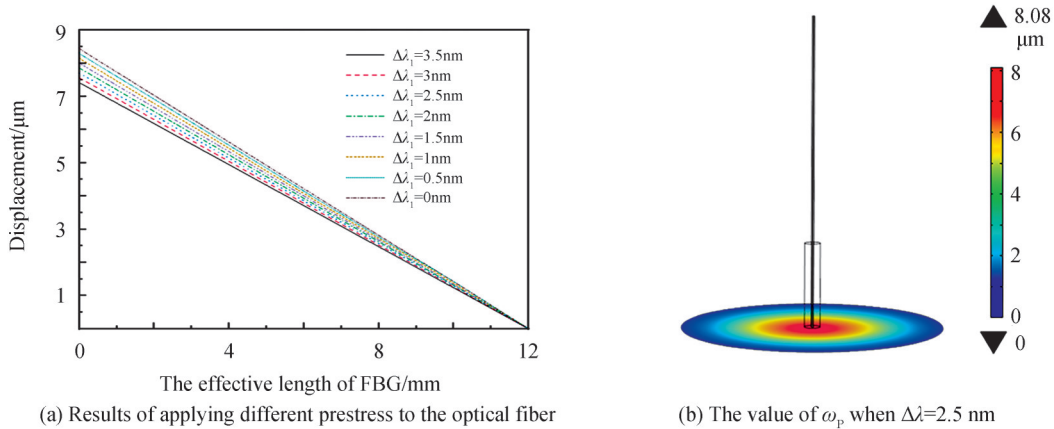 9
7
5
3
1
Displacement/μm
Δλ₁=3.5nm
Δλ₁=3nm
Δλ₁=2.5nm
Δλ₁=2nm
Δλ₁=1.5nm
Δλ₁=1nm
Δλ₁=0.5nm
Δλ₁=0nm
0 4 8 12
The effective length of FBG/mm
(a) Results of applying different prestress to the optical fiber
8.08
μm
8
6
4
2
0
0
(b) The value of ωₚ when Δλ=2.5 nm